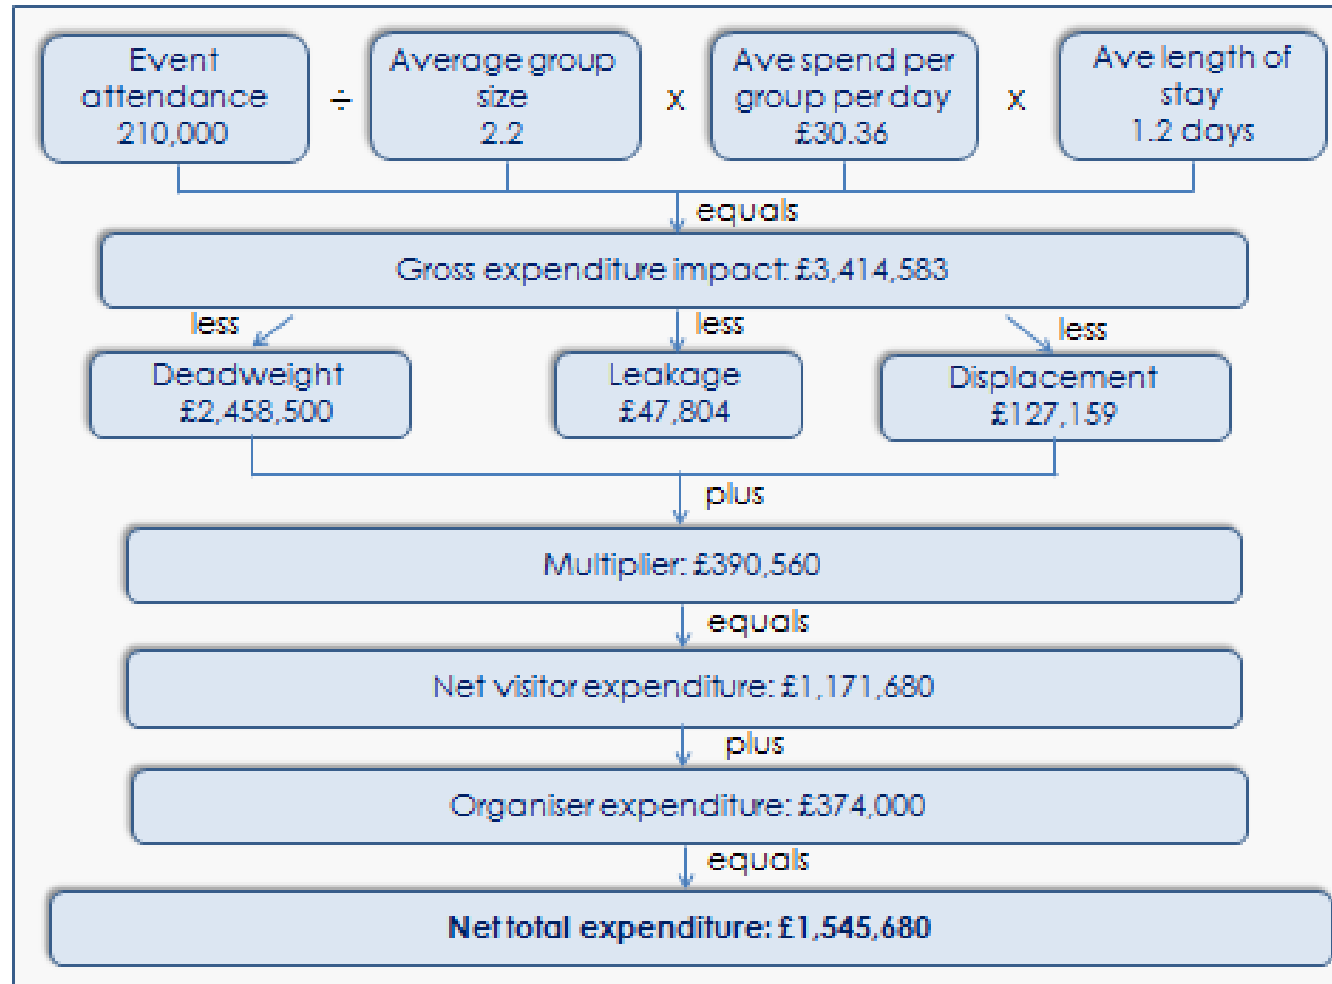 Event
attendance
210,000
÷
Average group
size
2.2
x
Ave spend per
group per day
£30.36
x
Ave length of
stay
1.2 days
equals
Gross expenditure impact: £3,414,583
less
less
less
Deadweight
£2,458,500
Leakage
£47,804
Displacement
£127,159
plus
Multiplier: £390,560
equals
Net visitor expenditure: £1,171,680
plus
Organiser expenditure: £374,000
equals
Net total expenditure: £1,545,680